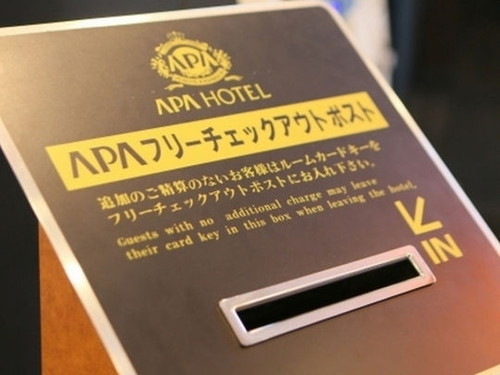 APA
APA HOTEL
APAフリーチェックアウトポスト
追加のご精算のないお客様はルームカードキーを
フリーチェックアウトポストにお入れ下さい。
Guests with no additional charge may leave
their card key in this box when leaving the hotel.
IN